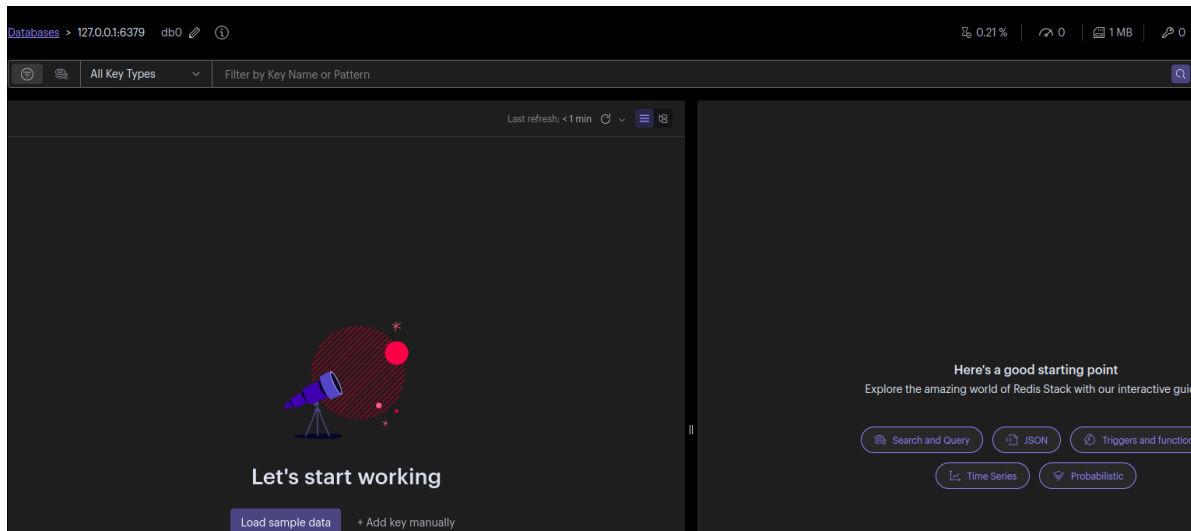 Databases > 127.0.0.1:6379 db0 0.21 % 0 1 MB 0
All Key Types Filter by Key Name or Pattern
Last refresh: < 1 min
Here's a good starting point
Explore the amazing world of Redis Stack with our interactive
Search and Query JSON Triggers and
Time Series Probabilistic
Let's start working
Load sample data + Add key manually